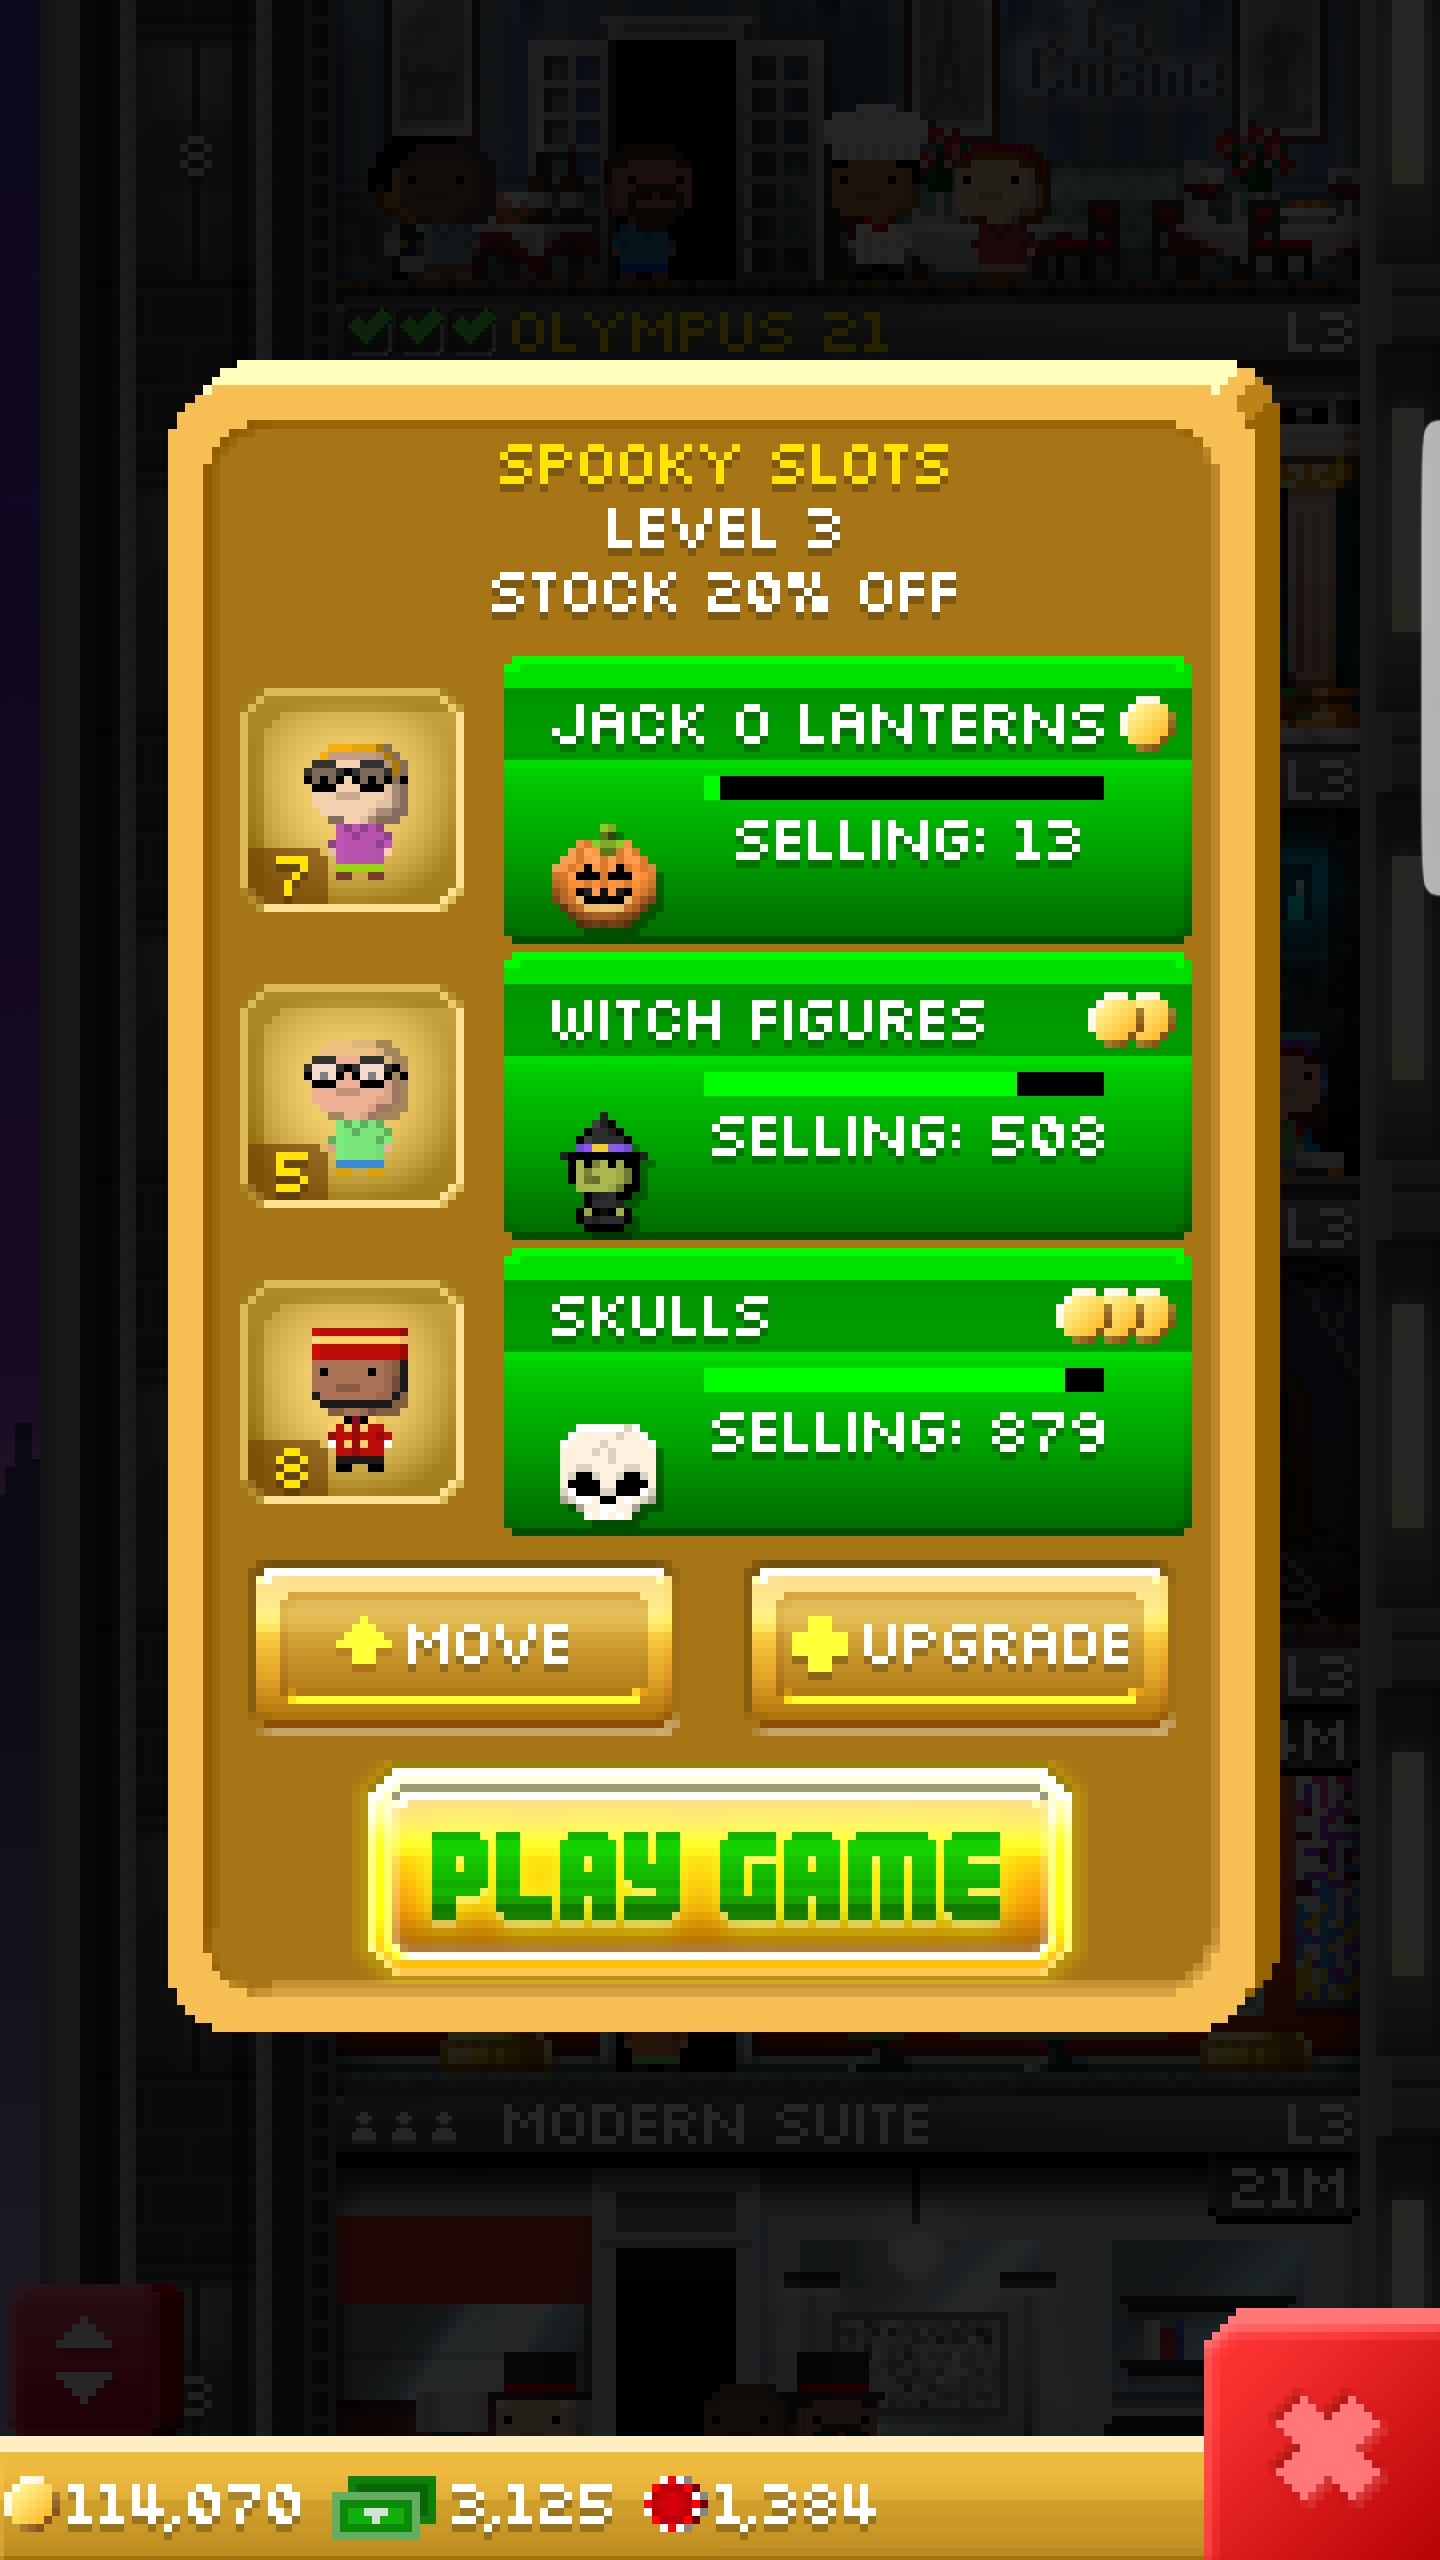 Cuisine
8
OLYMPUS 21 L3
SPOOKY SLOTS
LEVEL 3
STOCK 20% OFF
L3
JACK O LANTERNS
SELLING: 13
7
WITCH FIGURES
SELLING: 508
5
L3
SKULLS
SELLING: 879
8
MOVE
UPGRADE
L3
PLAY GAME
MODERN SUITE L3
21M
114,070 3,125 1,384